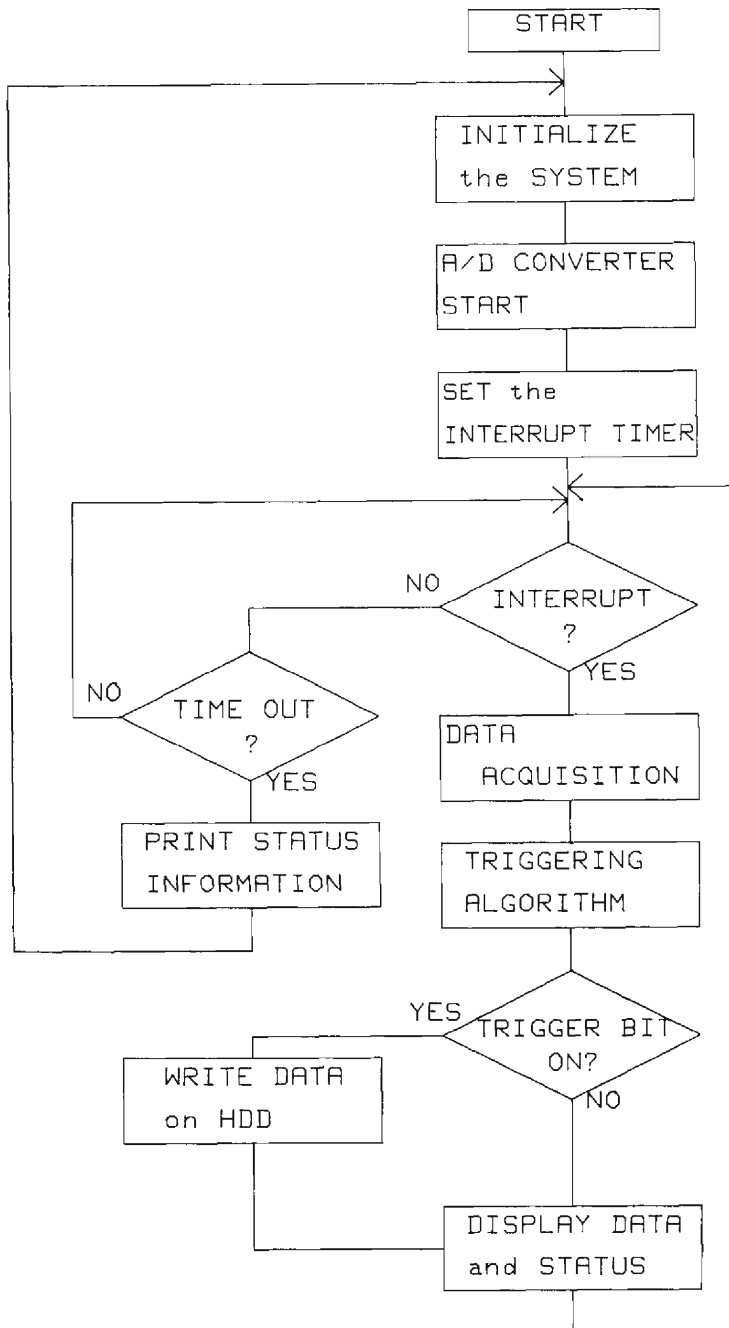 START
INITIALIZE
the SYSTEM
A/D CONVERTER
START
SET the
INTERRUPT TIMER
NO
INTERRUPT
?
YES
NO
TIME OUT
?
YES
DATA
ACQUISITION
PRINT STATUS
INFORMATION
TRIGGERING
ALGORITHM
YES
TRIGGER BIT
ON?
NO
WRITE DATA
on HDD
DISPLAY DATA
and STATUS